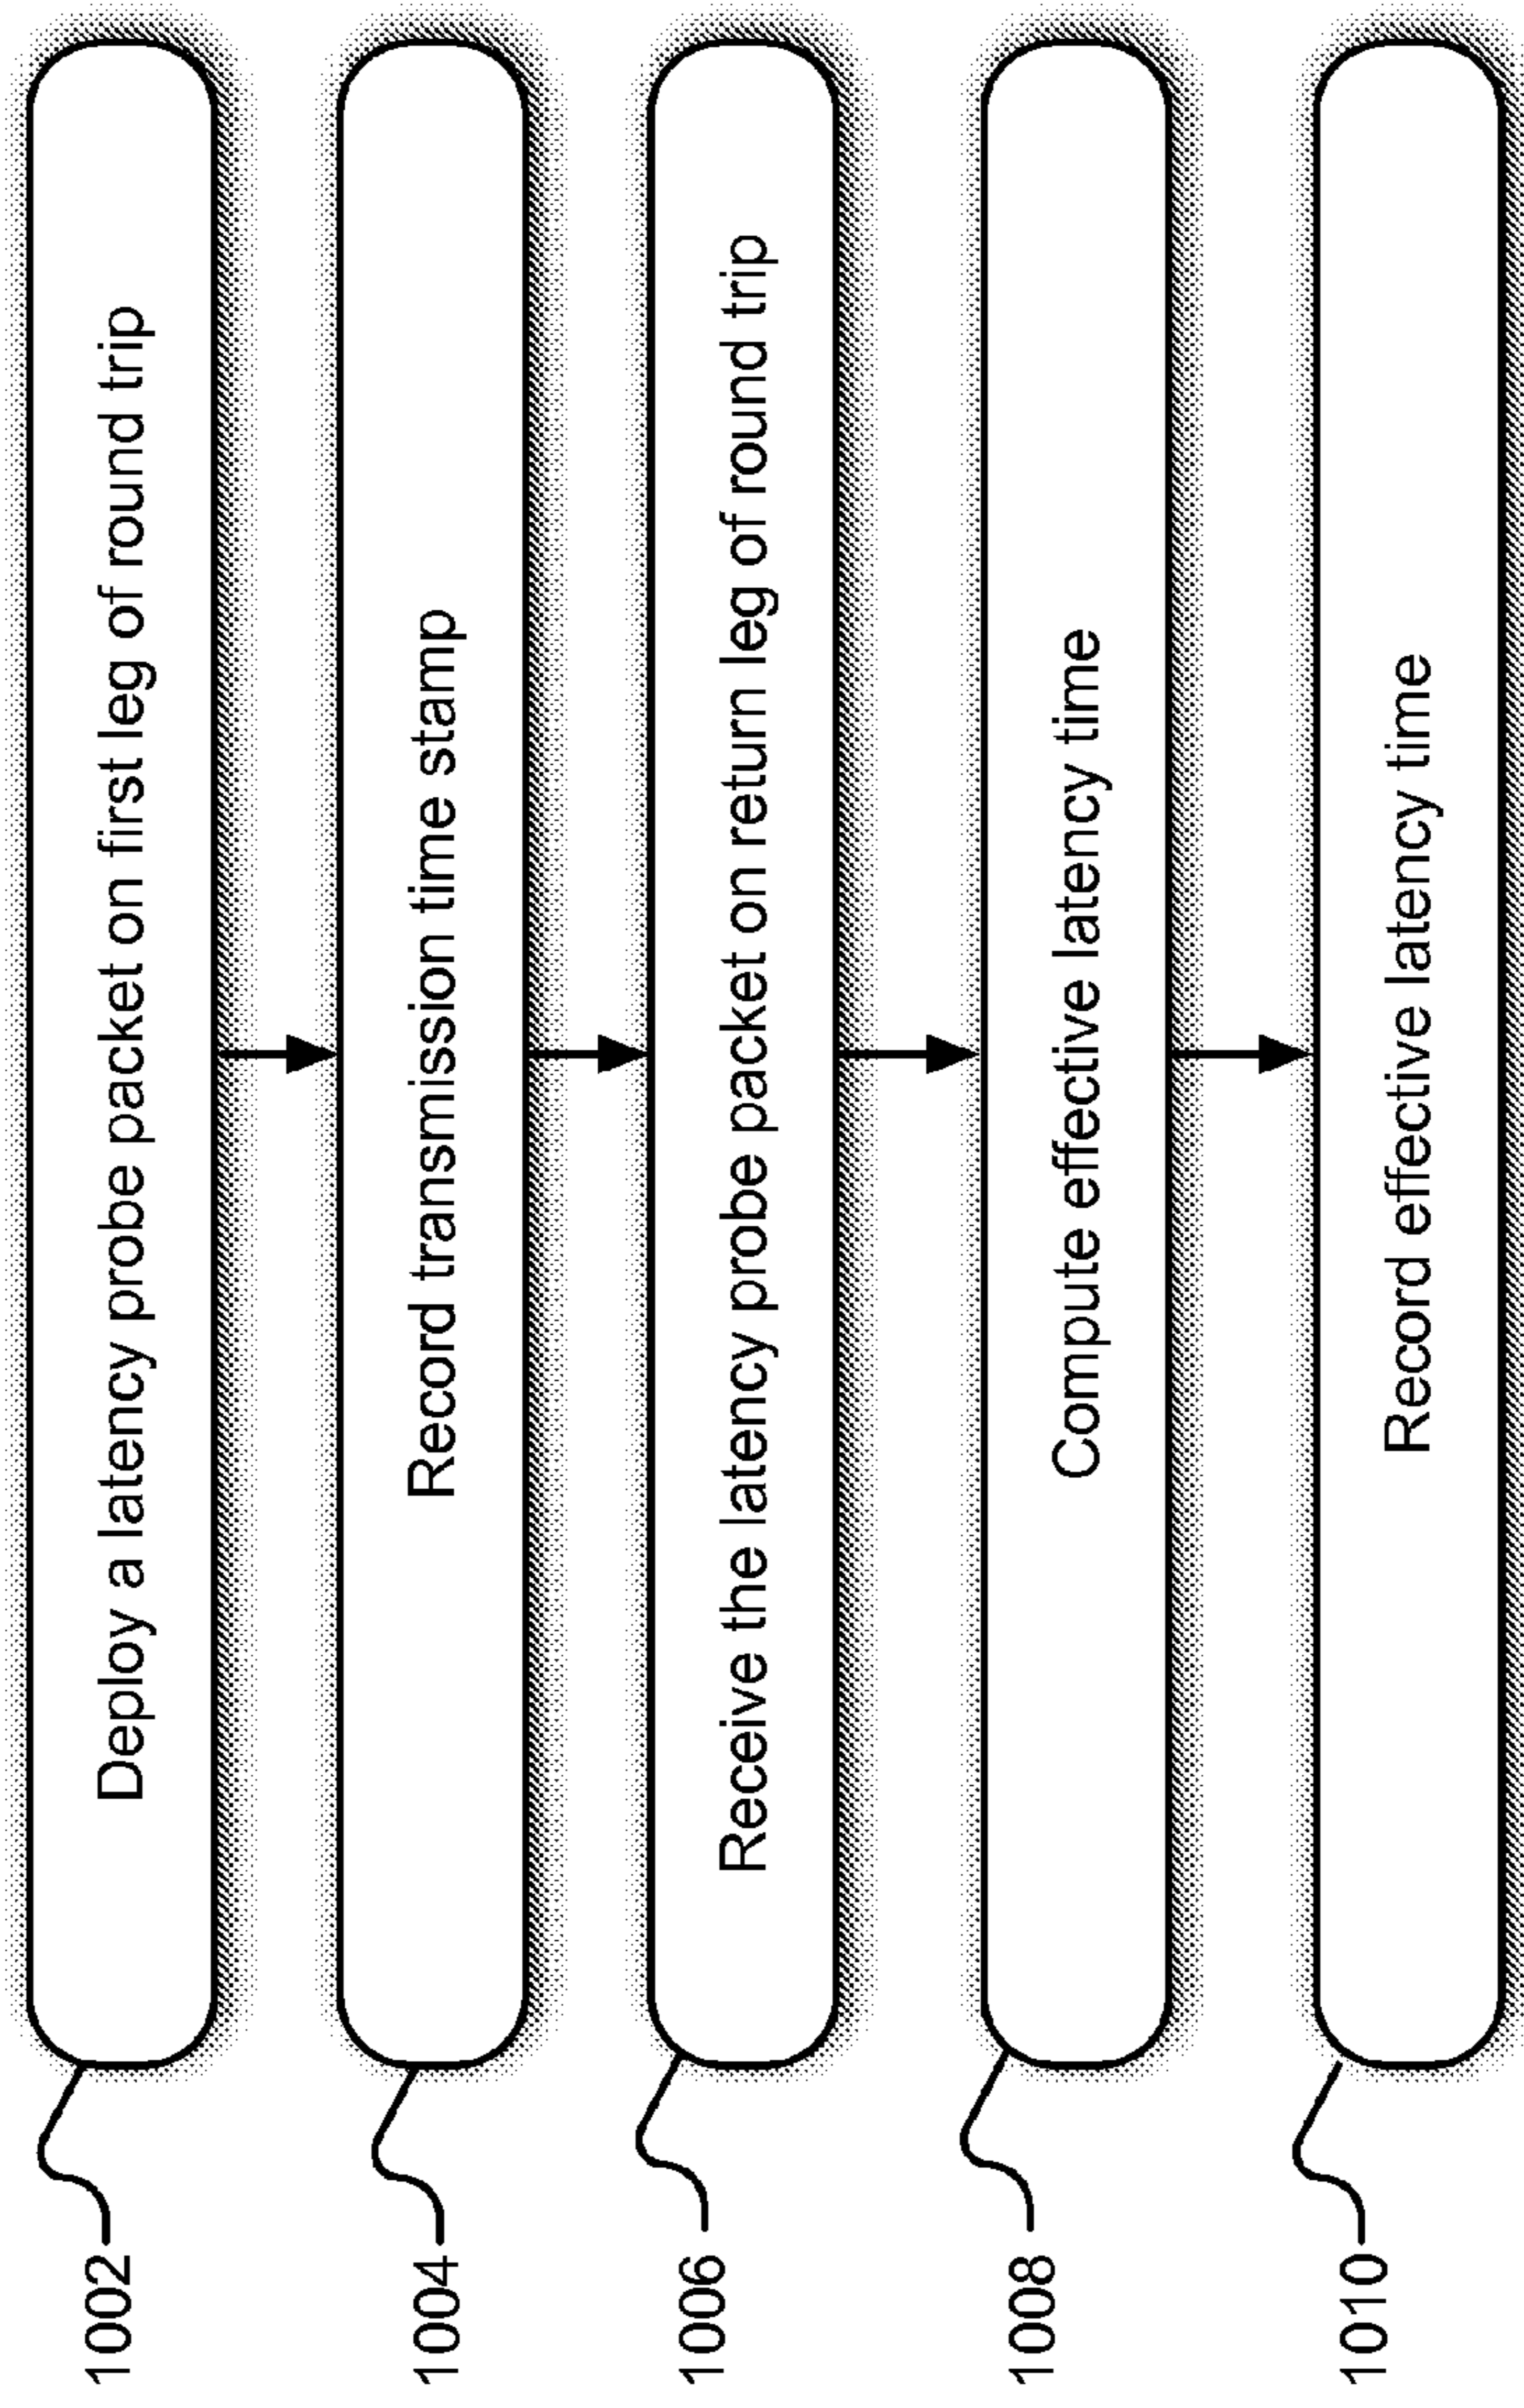 1002
Deploy a latency probe packet on first leg of round trip
1004
Record transmission time stamp
1006
Receive the latency probe packet on return leg of round trip
1008
Compute effective latency time
1010
Record effective latency time